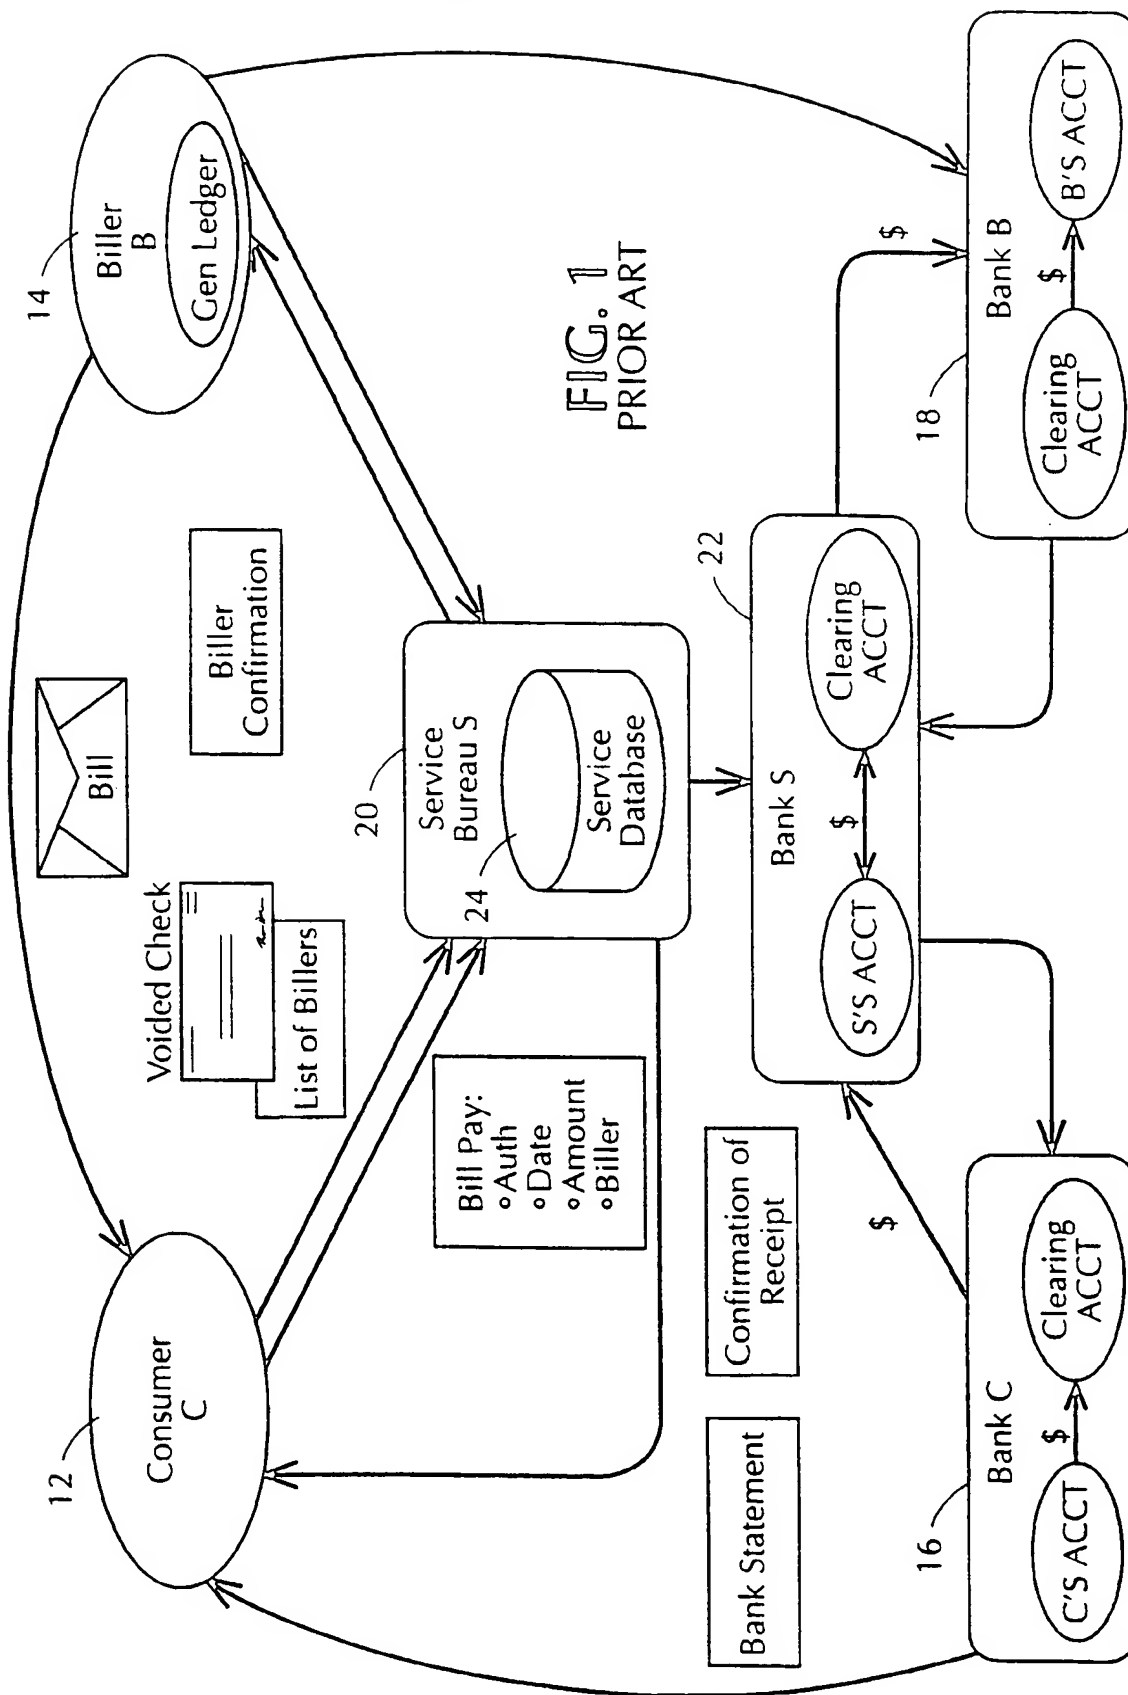 12
Consumer
C
14
Biller
B
Gen Ledger
Bill
Voided Check
List of Billers
Biller
Confirmation
20
Service
Bureau S
24
Service
Database
Bill Pay:
∘Auth
∘Date
∘Amount
∘Biller
FIG. 1
PRIOR ART
Bank Statement
Confirmation of
Receipt
$
22
Bank S
S'S ACCT
$
Clearing
ACCT
$
16
Bank C
C'S ACCT
$
Clearing
ACCT
18
Bank B
Clearing
ACCT
$
B'S ACCT